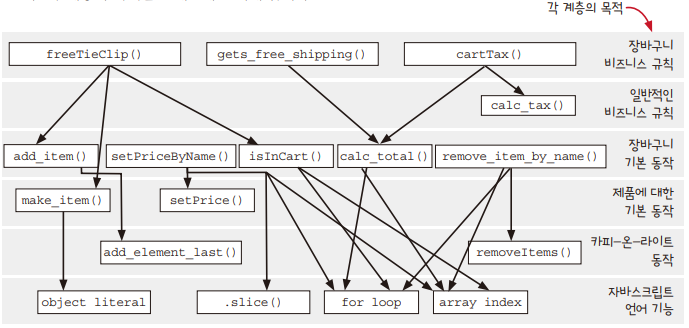 각 계층의 목적
freeTieClip()
gets_free_shipping()
cartTax()
장바구니
비즈니스 규칙
calc_tax()
일반적인
비즈니스 규칙
add_item()
setPriceByName()
isInCart()
calc_total()
remove_item_by_name()
장바구니
기본 동작
make_item()
setPrice()
제품에 대한
기본 동작
add_element_last()
removeItems()
카피-온-라이트
동작
object literal
.slice()
for loop
array index
자바스크립트
언어 기능